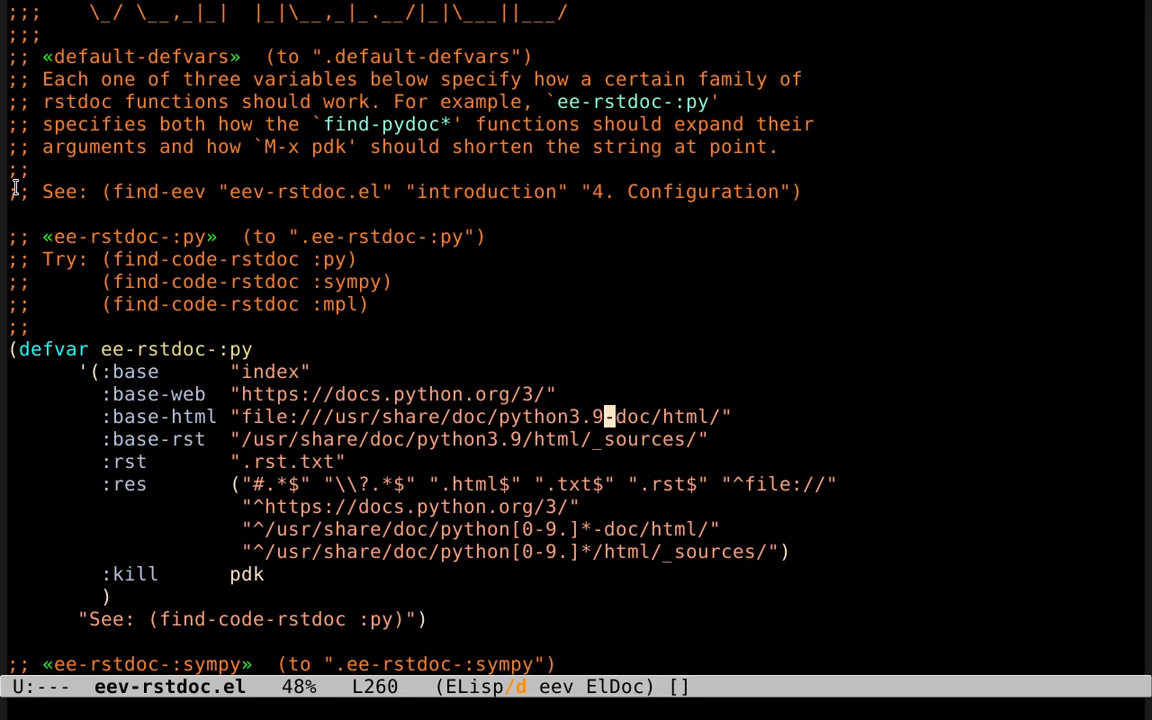 ;;;    \_/ \__,_|_|  |_|\__,_|_.__/|_|\___||___/
;;;
;; «default-defvars»  (to ".default-defvars")
;; Each one of three variables below specify how a certain family of
;; rstdoc functions should work. For example, `ee-rstdoc-:py'
;; specifies both how the `find-pydoc*' functions should expand their
;; arguments and how `M-x pdk' should shorten the string at point.
;;
;; See: (find-eev "eev-rstdoc.el" "introduction" "4. Configuration")

;; «ee-rstdoc-:py»  (to ".ee-rstdoc-:py")
;; Try: (find-code-rstdoc :py)
;;      (find-code-rstdoc :sympy)
;;      (find-code-rstdoc :mpl)
;;
(defvar ee-rstdoc-:py
      '(:base      "index"
        :base-web  "https://docs.python.org/3/"
        :base-html "file:///usr/share/doc/python3.9-doc/html/"
        :base-rst  "/usr/share/doc/python3.9/html/_sources/"
        :rst       ".rst.txt"
        :res       ("#.*$" "\\?.*$" ".html$" ".txt$" ".rst$" "^file://"
                    "^https://docs.python.org/3/"
                    "^/usr/share/doc/python[0-9.]*-doc/html/"
                    "^/usr/share/doc/python[0-9.]*/html/_sources/")
        :kill      pdk
        )
      "See: (find-code-rstdoc :py)")

;; «ee-rstdoc-:sympy»  (to ".ee-rstdoc-:sympy")
U:---  eev-rstdoc.el   48%   L260   (ELisp/d eev ElDoc) []